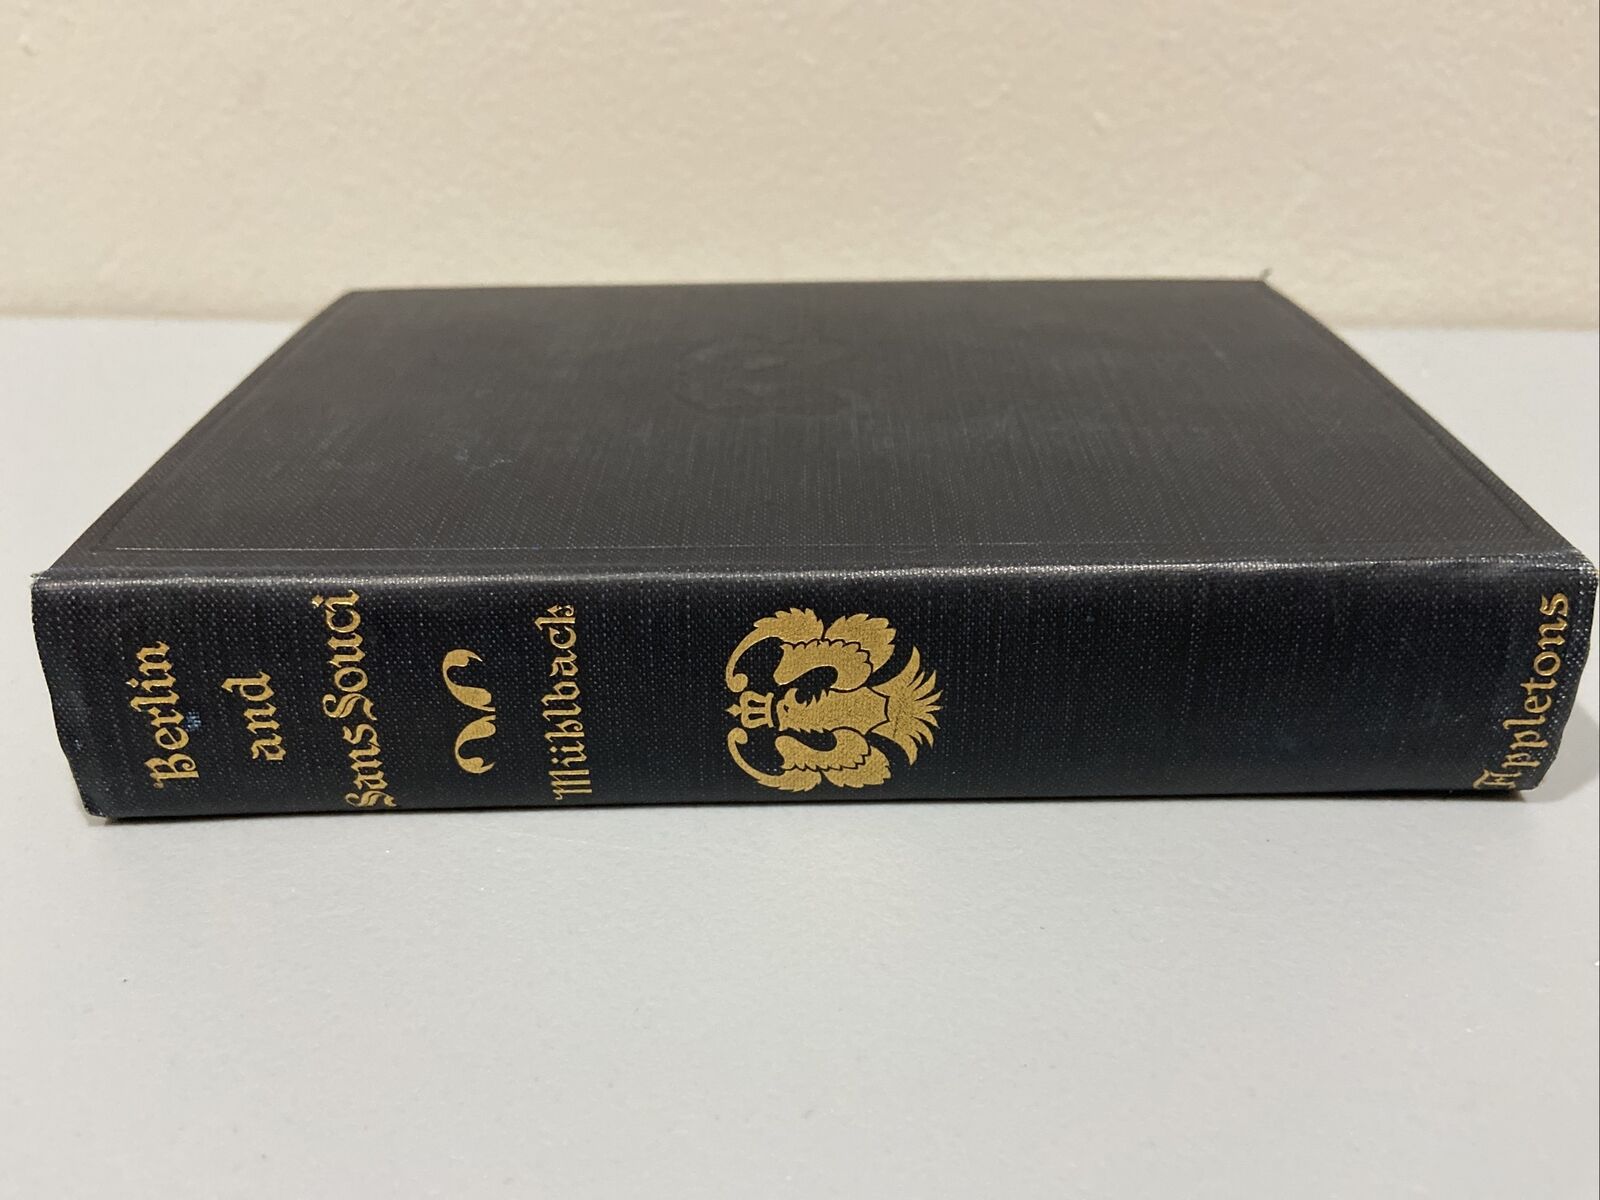 Berlin
and
Sans Souci
Mühlbach
Appletons